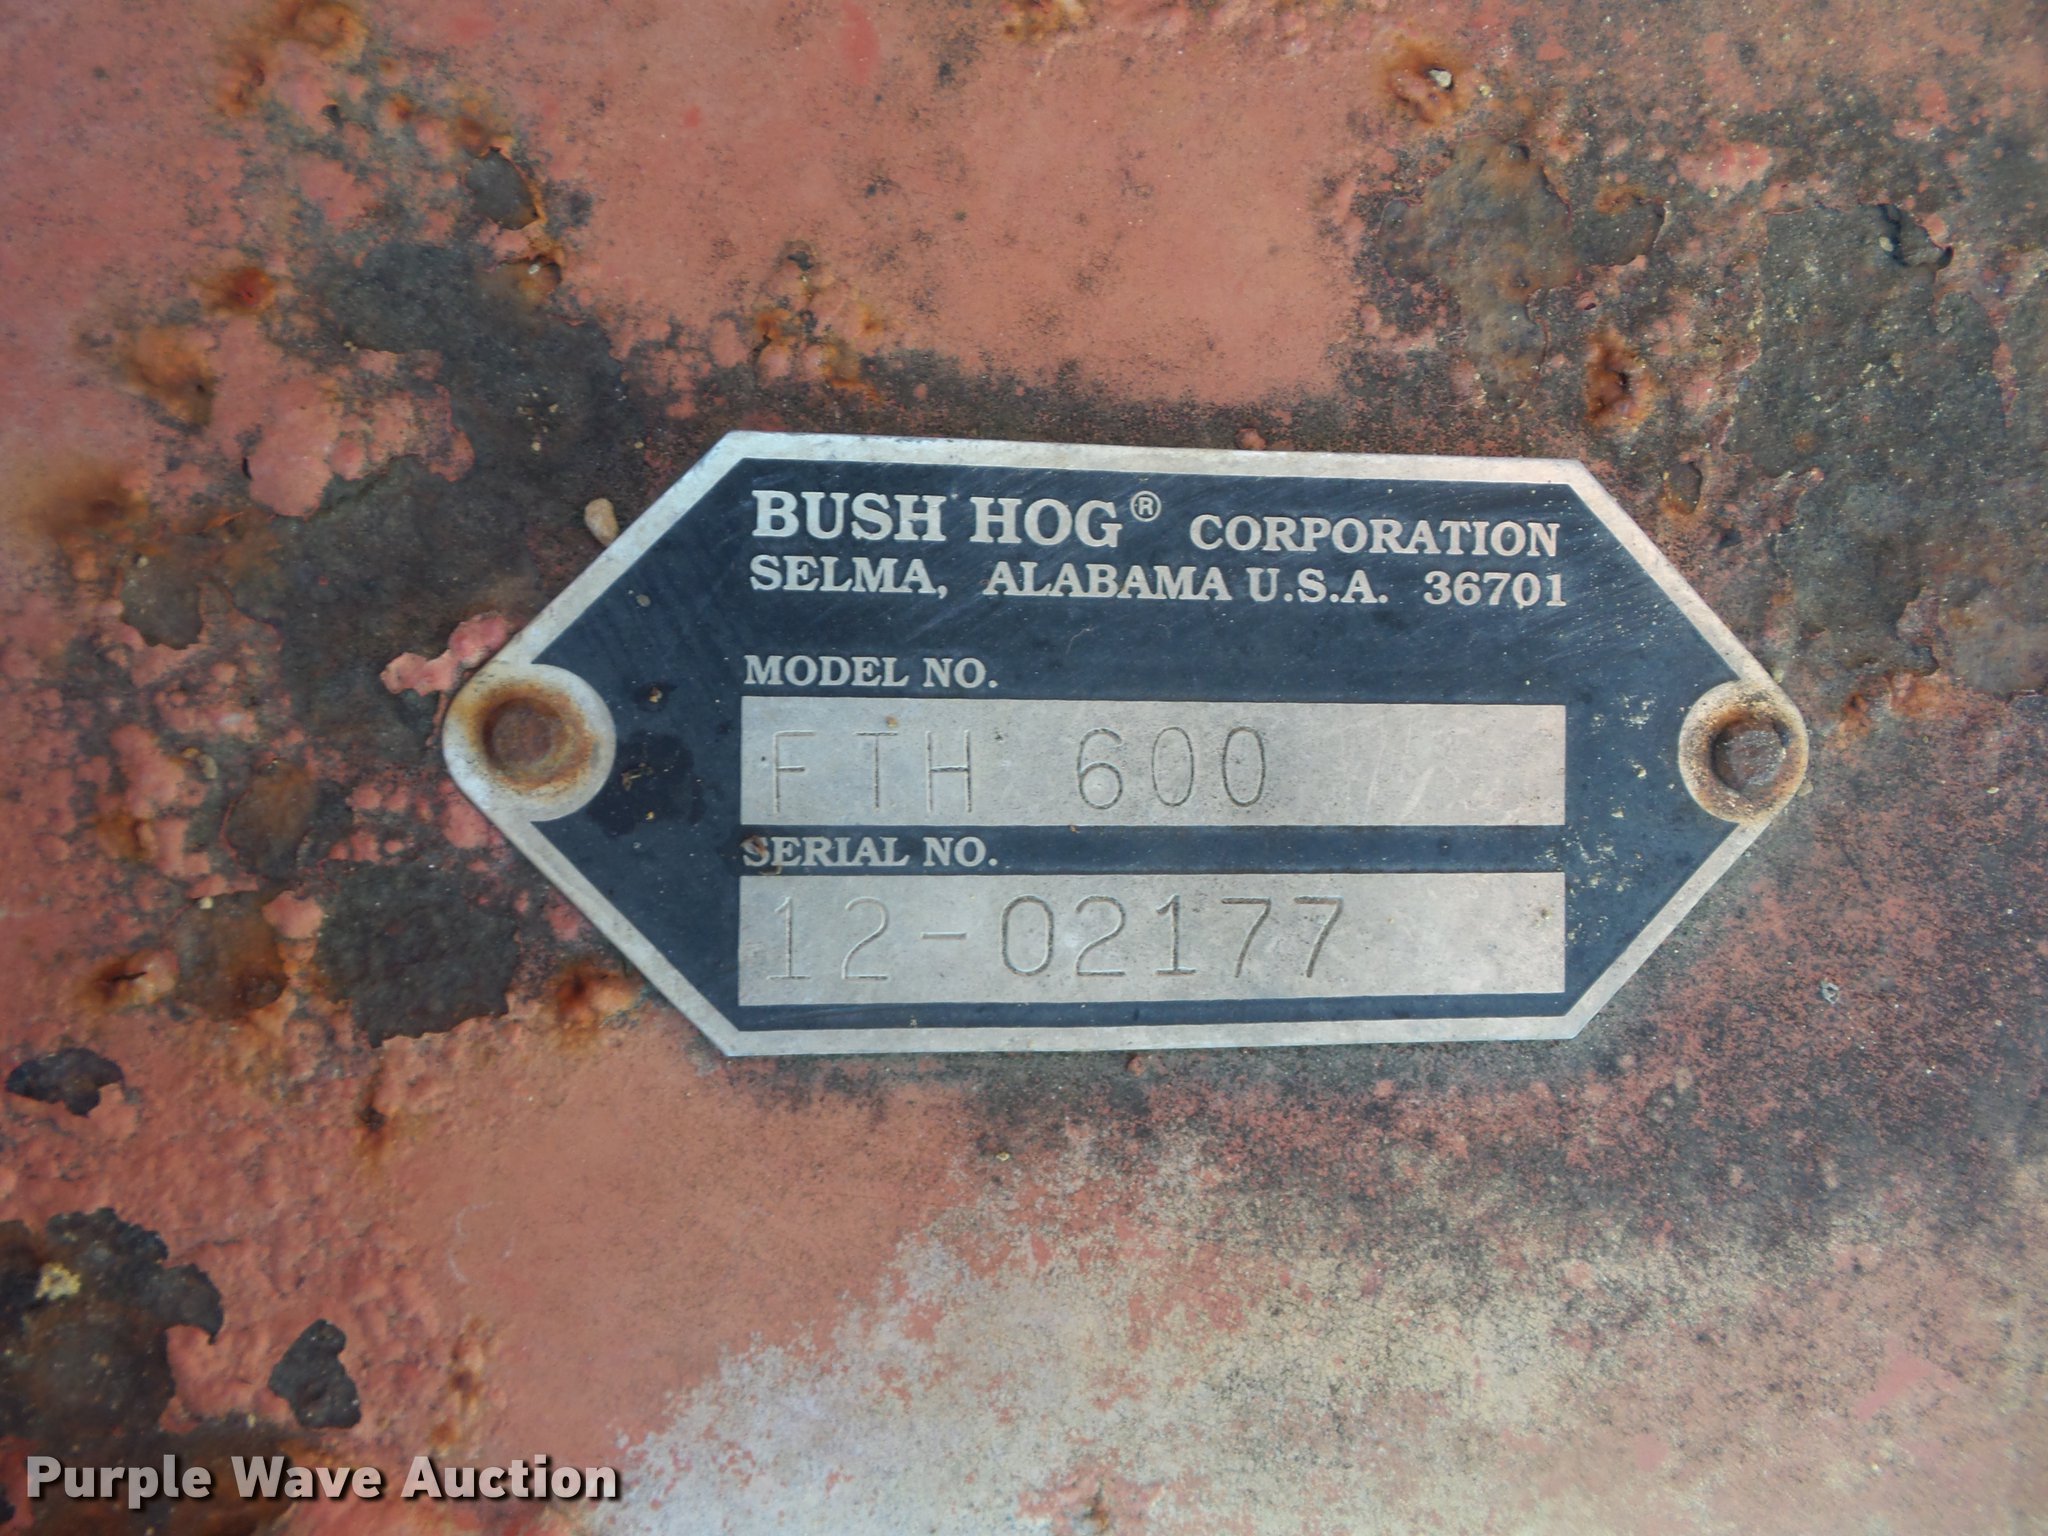 BUSH HOG® CORPORATION
SELMA, ALABAMA U.S.A. 36701
MODEL NO.
FTH 600
SERIAL NO.
12-02177
Purple Wave Auction